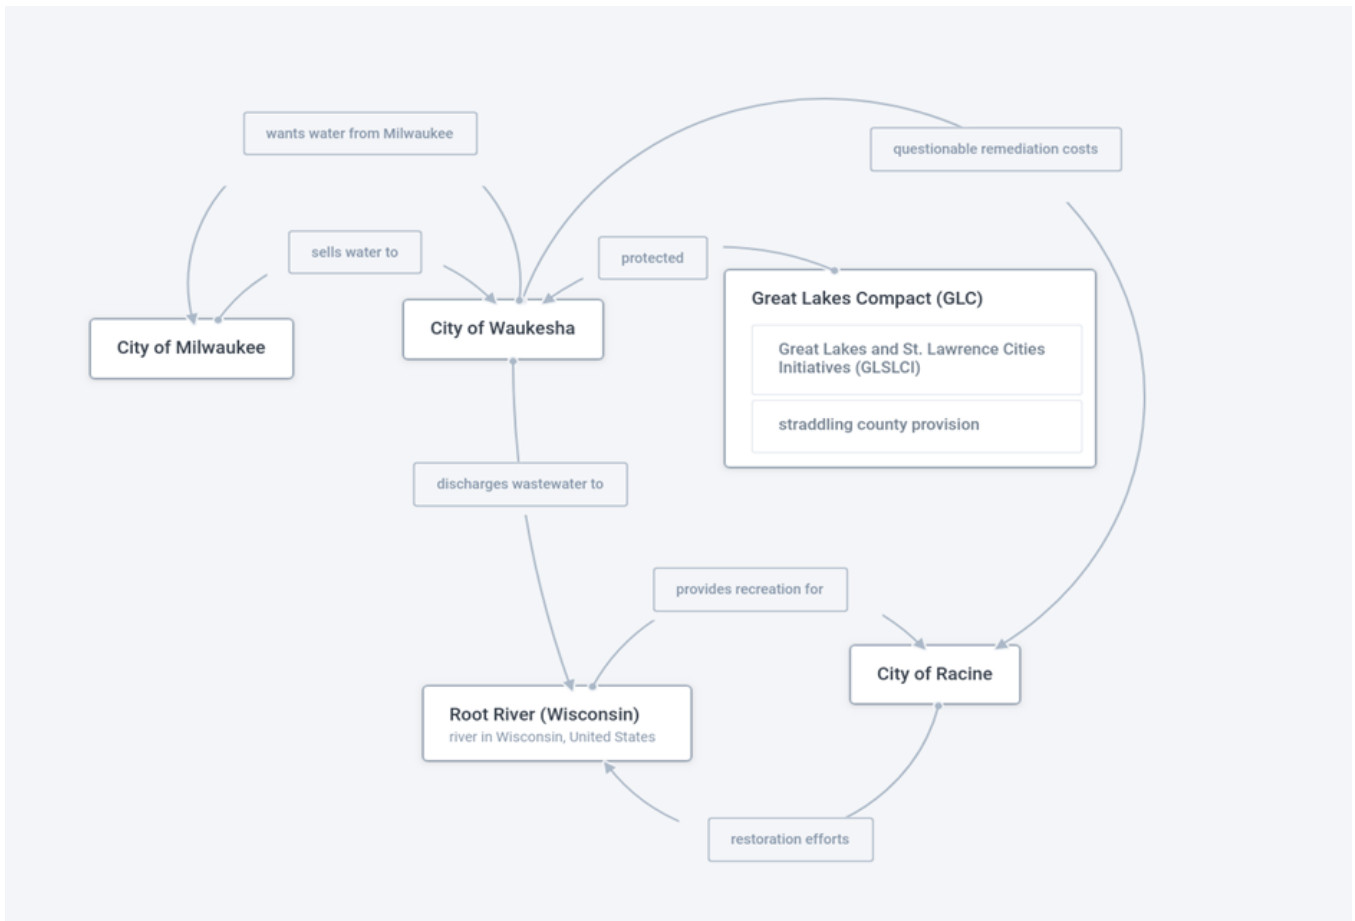 wants water from Milwaukee
questionable remediation costs
sells water to
protected
Great Lakes Compact (GLC)
City of Waukesha
City of Milwaukee
Great Lakes and St. Lawrence Cities
Initiatives (GLSLCI)
straddling county provision
discharges wastewater to
provides recreation for
City of Racine
Root River (Wisconsin)
river in Wisconsin, United States
restoration efforts